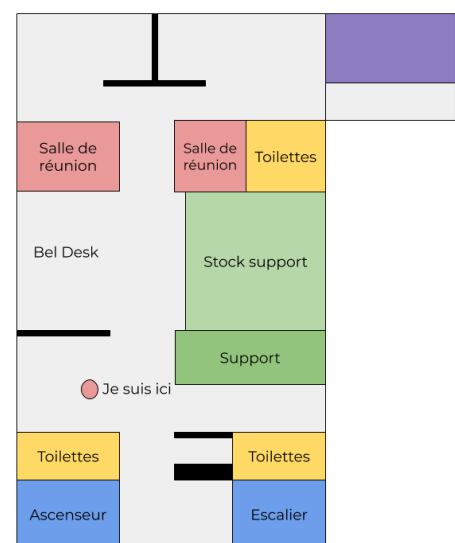 Salle de
réunion
Salle de
réunion
Toilettes
Bel Desk
Stock support
Support
Je suis ici
Toilettes
Toilettes
Ascenseur
Escalier